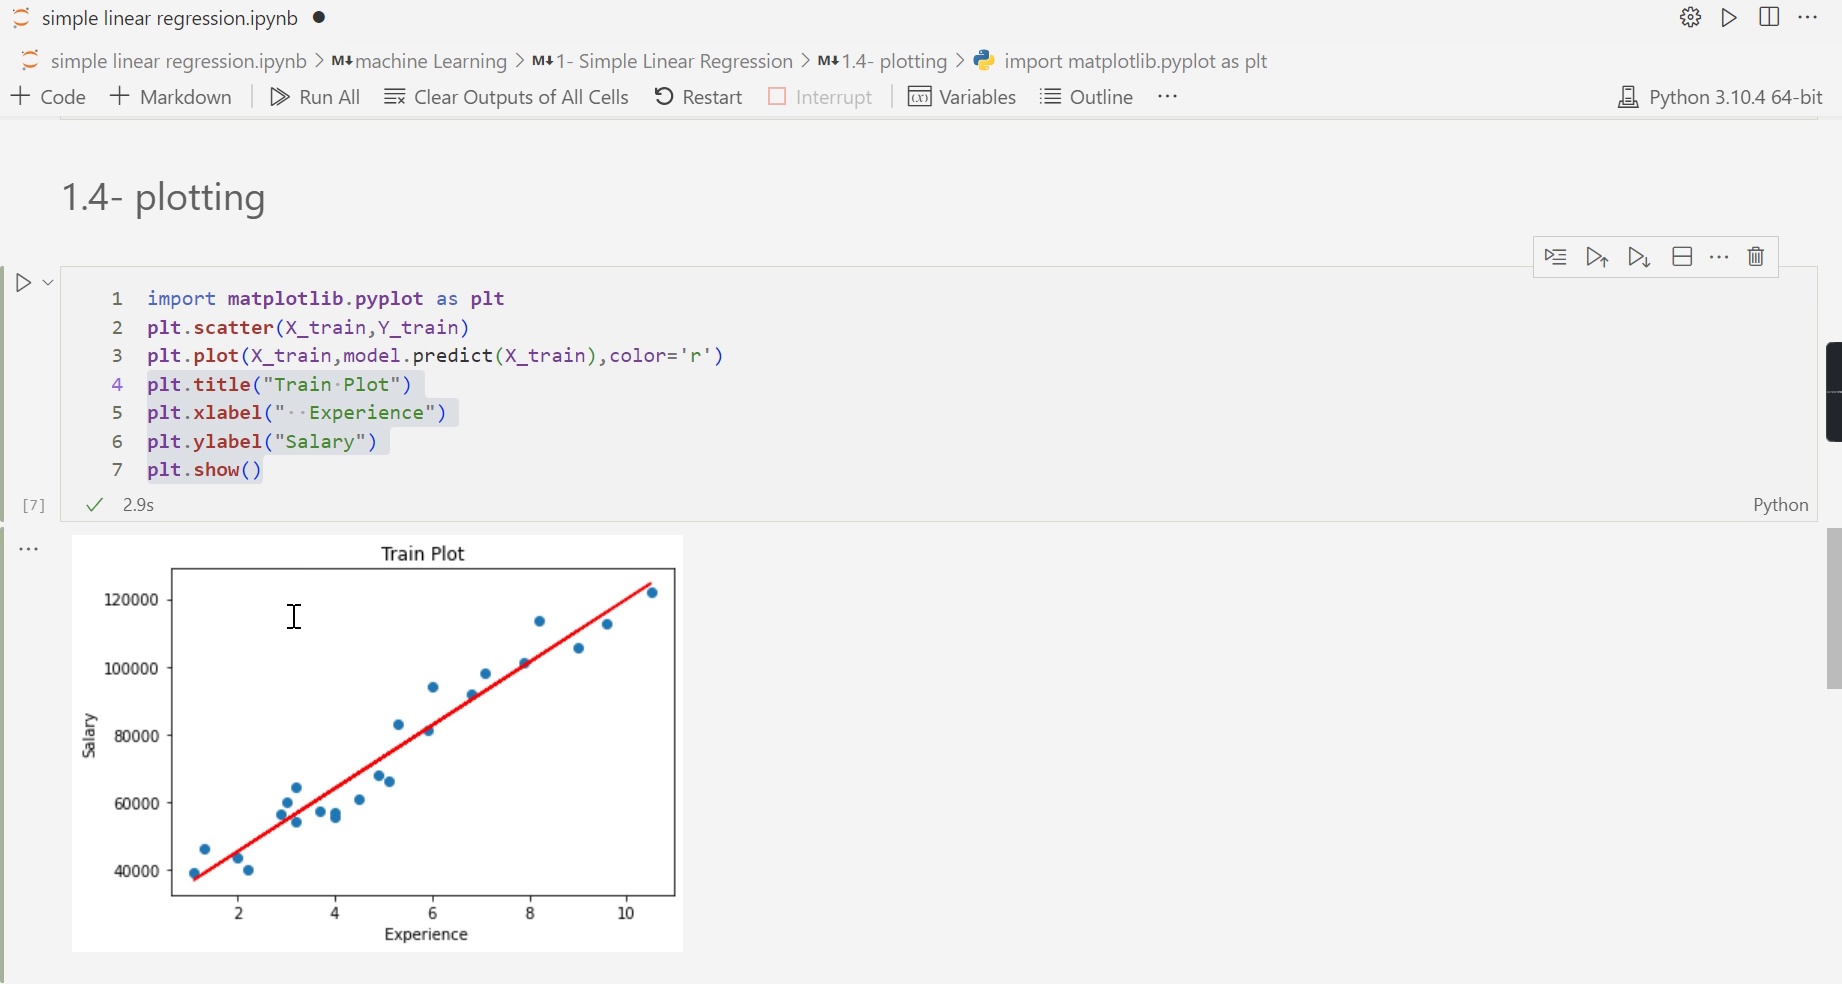 simple linear regression.ipynb
simple linear regression.ipynb > M↓ machine Learning > M↓ 1- Simple Linear Regression > M↓ 1.4- plotting > import matplotlib.pyplot as plt
+ Code + Markdown Run All Clear Outputs of All Cells Restart Interrupt (x) Variables Outline ··· Python 3.10.4 64-bit
1.4- plotting
1 import matplotlib.pyplot as plt
2 plt.scatter(X_train,Y_train)
3 plt.plot(X_train,model.predict(X_train),color='r')
4 plt.title("Train·Plot")
5 plt.xlabel("··Experience")
6 plt.ylabel("Salary")
7 plt.show()
[7] 2.9s Python
Train Plot
120000
100000
80000
60000
40000
Salary
2 4 6 8 10
Experience